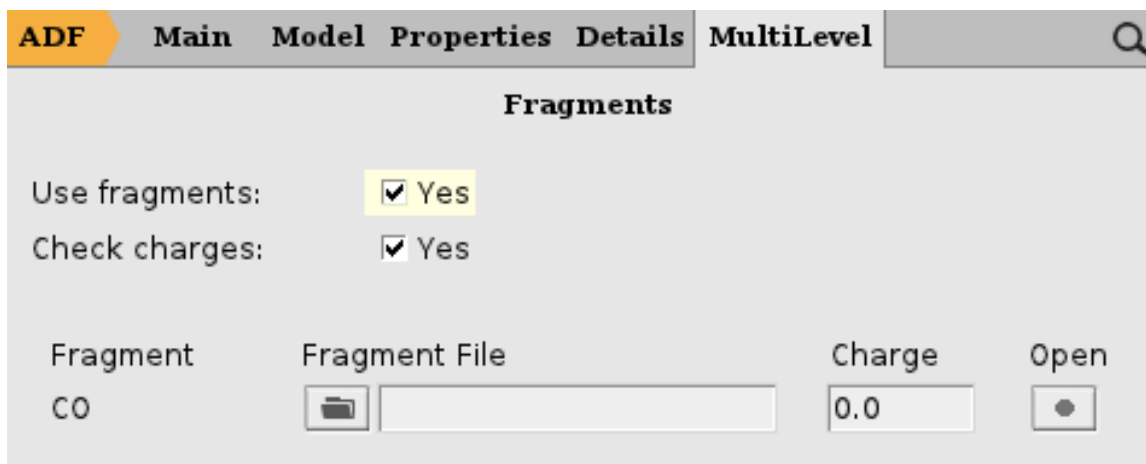 ADF Main Model Properties Details MultiLevel
Fragments
Use fragments: Yes
Check charges: Yes
Fragment Fragment File Charge Open
CO 0.0